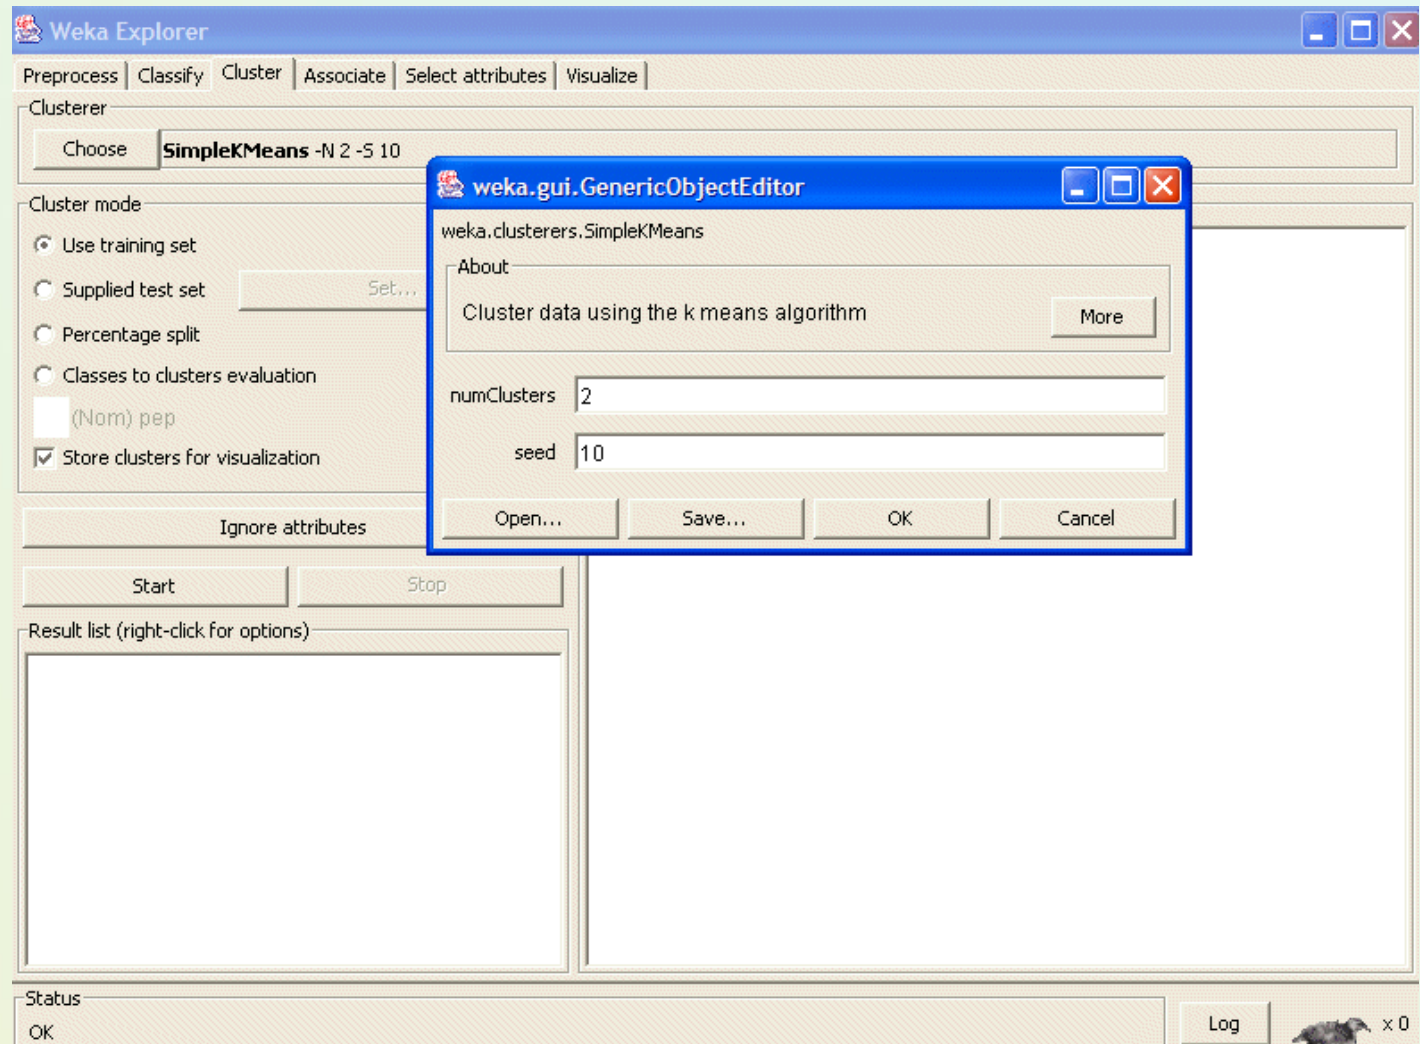 Weka Explorer
Preprocess Classify Cluster Associate Select attributes Visualize
Clusterer
Choose SimpleKMeans -N 2 -S 10
Cluster mode
Use training set
Supplied test set Set...
Percentage split
Classes to clusters evaluation
(Nom) pep
Store clusters for visualization
Ignore attributes
Start Stop
Result list (right-click for options)
weka.gui.GenericObjectEditor
weka.clusterers.SimpleKMeans
About
Cluster data using the k means algorithm More
numClusters 2
seed 10
Open... Save... OK Cancel
Status
OK
Log x 0